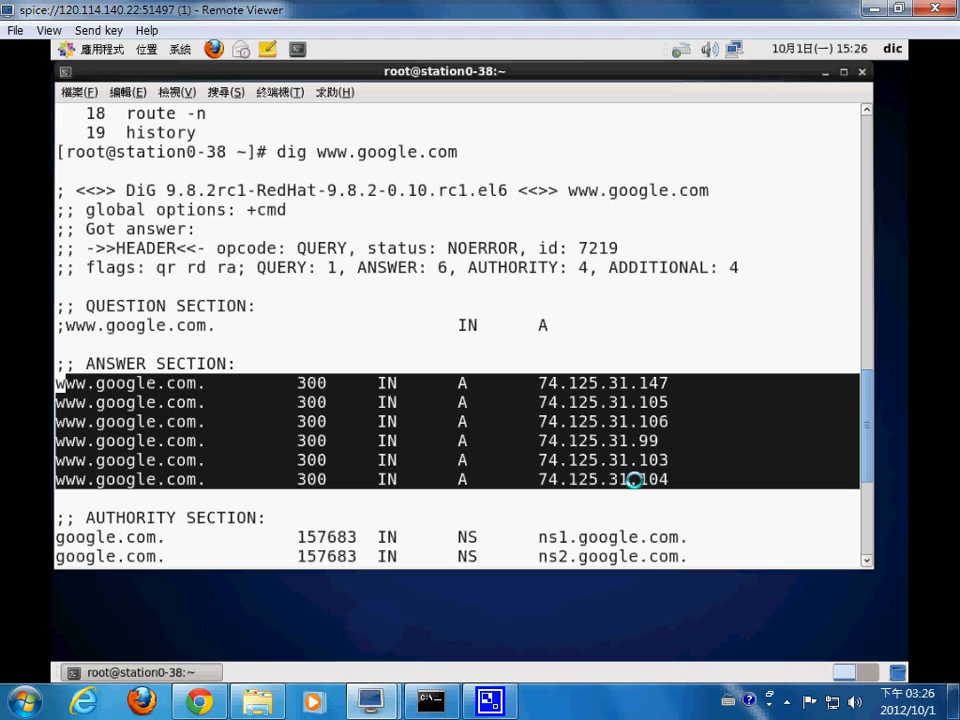 spice://120.114.140.22:51497 (1) - Remote Viewer
File View Send key Help
應用程式 位置 系統 10月1日(一) 15:26 dic
root@station0-38:~
檔案(F) 編輯(E) 檢視(V) 搜尋(S) 終端機(T) 求助(H)
18 route -n
19 history
[root@station0-38 ~]# dig www.google.com
; <<>> DiG 9.8.2rc1-RedHat-9.8.2-0.10.rc1.el6 <<>> www.google.com
;; global options: +cmd
;; Got answer:
;; ->>HEADER<<- opcode: QUERY, status: NOERROR, id: 7219
;; flags: qr rd ra; QUERY: 1, ANSWER: 6, AUTHORITY: 4, ADDITIONAL: 4
;; QUESTION SECTION:
;www.google.com. IN A
;; ANSWER SECTION:
www.google.com. 300 IN A 74.125.31.147
www.google.com. 300 IN A 74.125.31.105
www.google.com. 300 IN A 74.125.31.106
www.google.com. 300 IN A 74.125.31.99
www.google.com. 300 IN A 74.125.31.103
www.google.com. 300 IN A 74.125.31.104
;; AUTHORITY SECTION:
google.com. 157683 IN NS ns1.google.com.
google.com. 157683 IN NS ns2.google.com.
root@station0-38:~
下午 03:26
2012/10/1